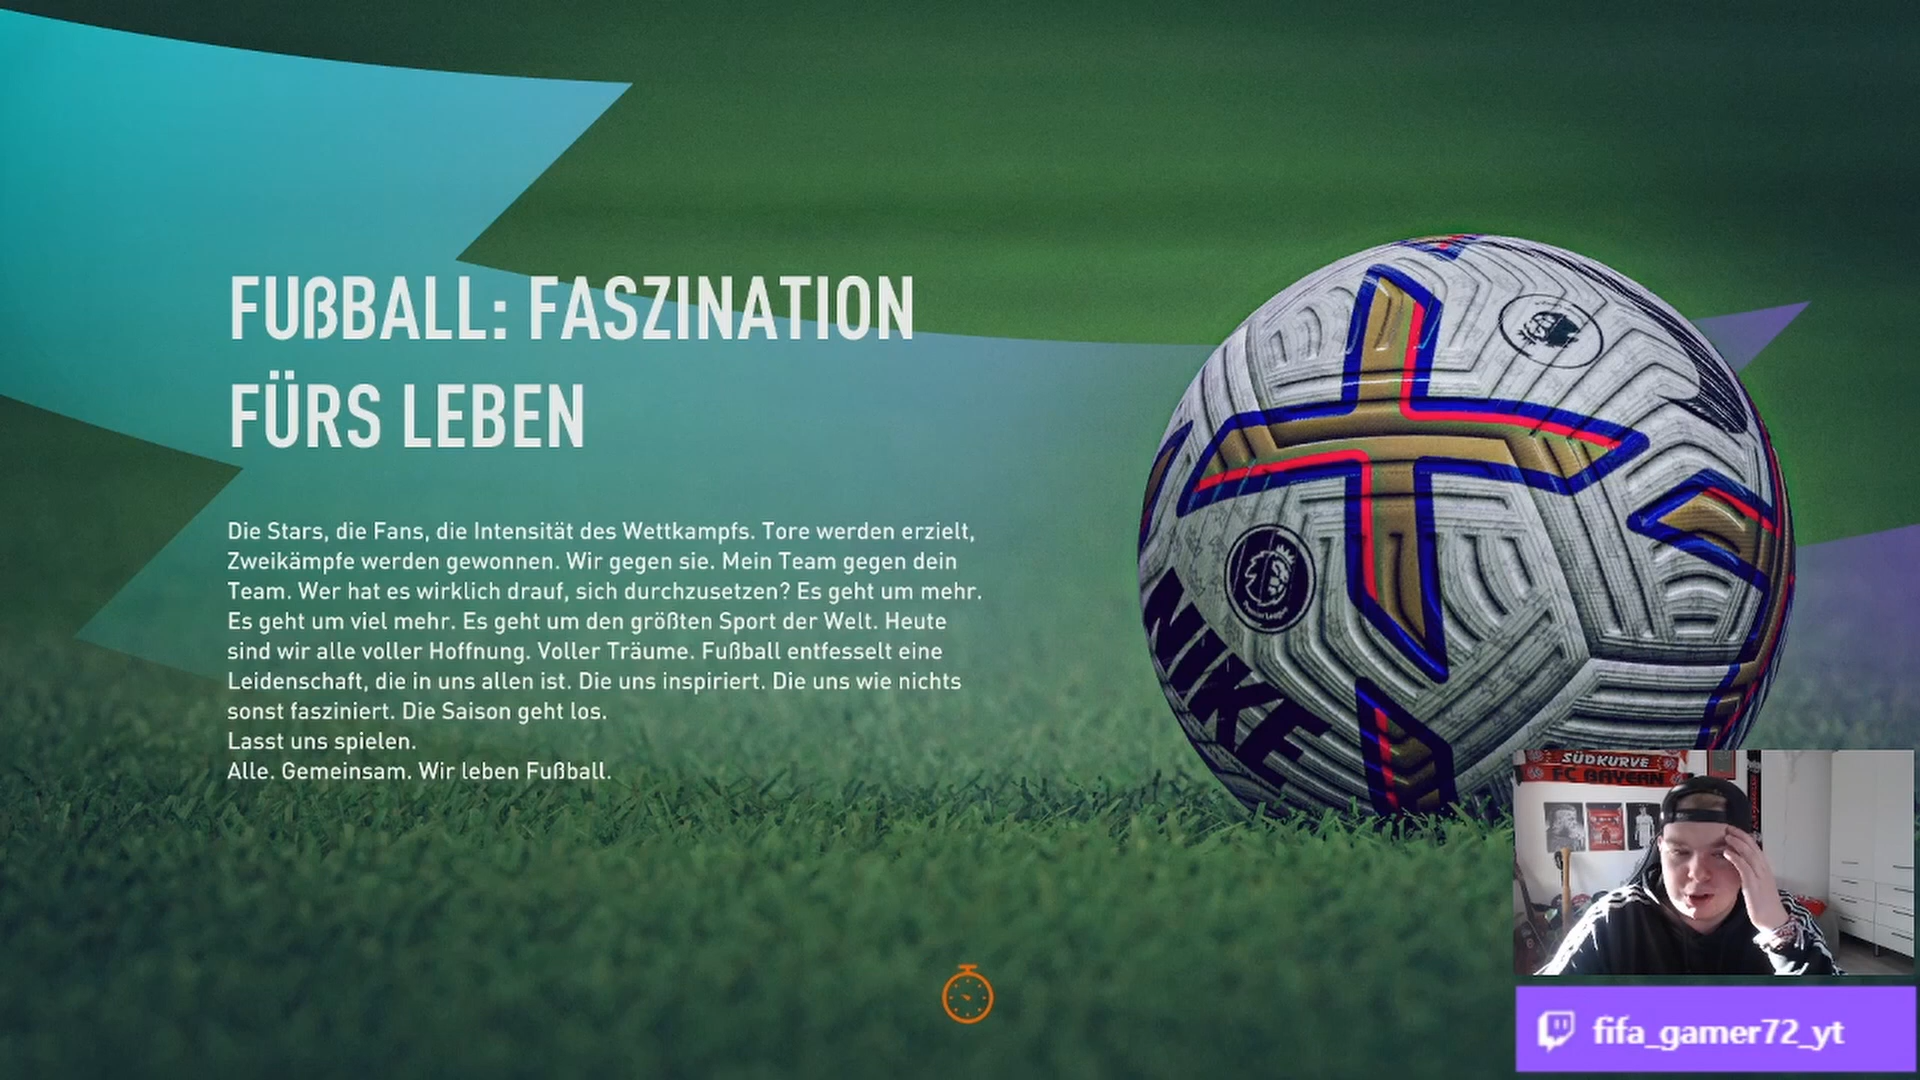 FUßBALL: FASZINATION
FÜRS LEBEN
Die Stars, die Fans, die Intensität des Wettkampfs. Tore werden erzielt,
Zweikämpfe werden gewonnen. Wir gegen sie. Mein Team gegen dein
Team. Wer hat es wirklich drauf, sich durchzusetzen? Es geht um mehr.
Es geht um viel mehr. Es geht um den größten Sport der Welt. Heute
sind wir alle voller Hoffnung. Voller Träume. Fußball entfesselt eine
Leidenschaft, die in uns allen ist. Die uns inspiriert. Die uns wie nichts
sonst fasziniert. Die Saison geht los.
Lasst uns spielen.
Alle. Gemeinsam. Wir leben Fußball.
Premier League
NIKE
SÜDKURVE
FC BAYERN
fifa_gamer72_yt